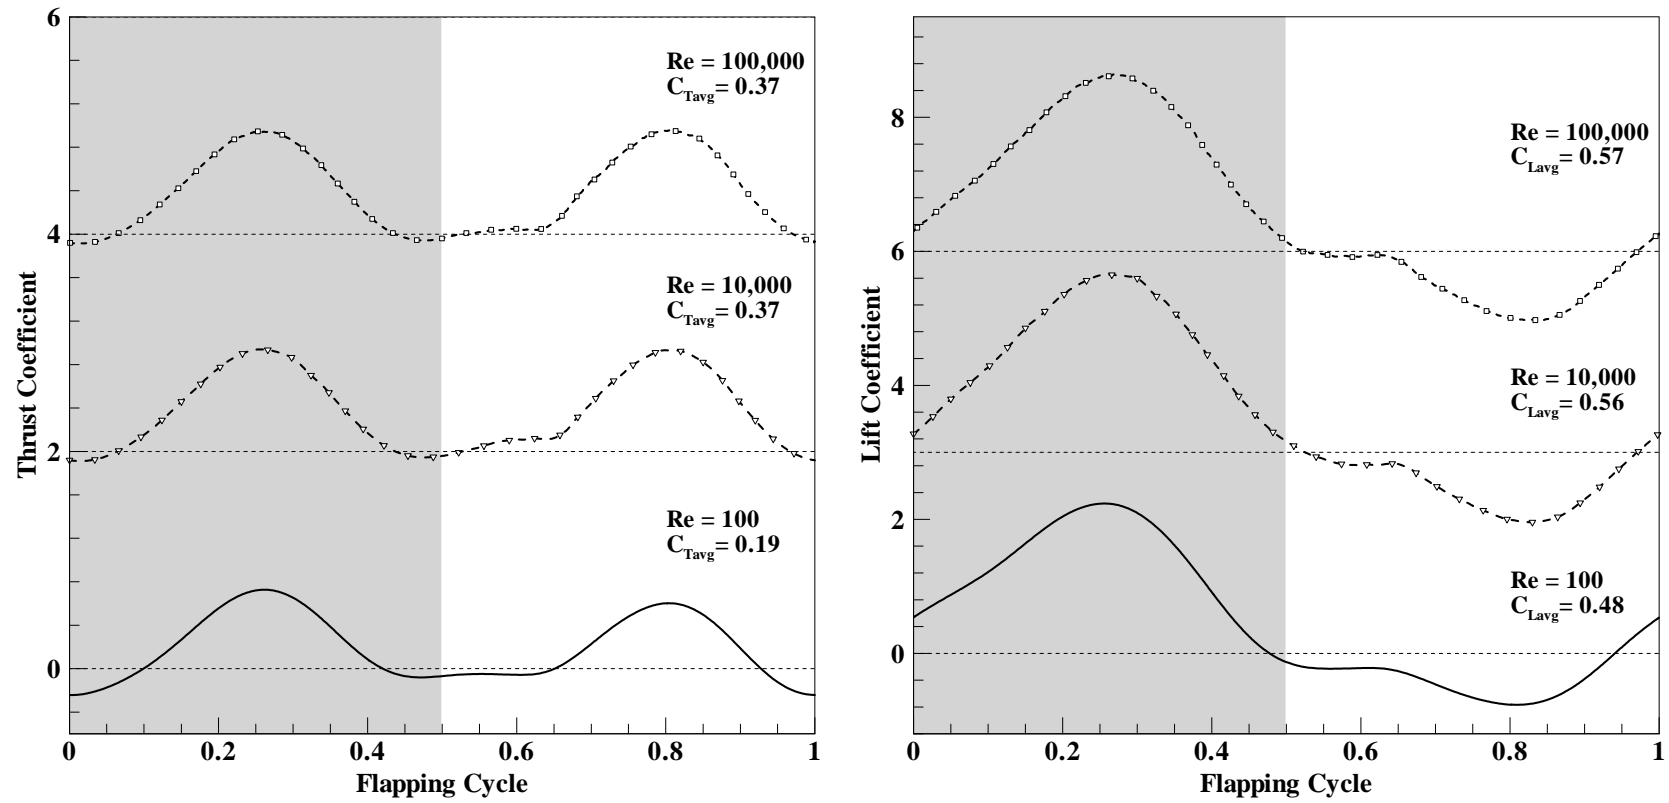 6
4
2
0
Thrust Coefficient
Re = 100,000
C_Tavg= 0.37
Re = 10,000
C_Tavg= 0.37
Re = 100
C_Tavg= 0.19
0 0.2 0.4 0.6 0.8 1
Flapping Cycle
8
6
4
2
0
Lift Coefficient
Re = 100,000
C_Lavg= 0.57
Re = 10,000
C_Lavg= 0.56
Re = 100
C_Lavg= 0.48
0 0.2 0.4 0.6 0.8 1
Flapping Cycle